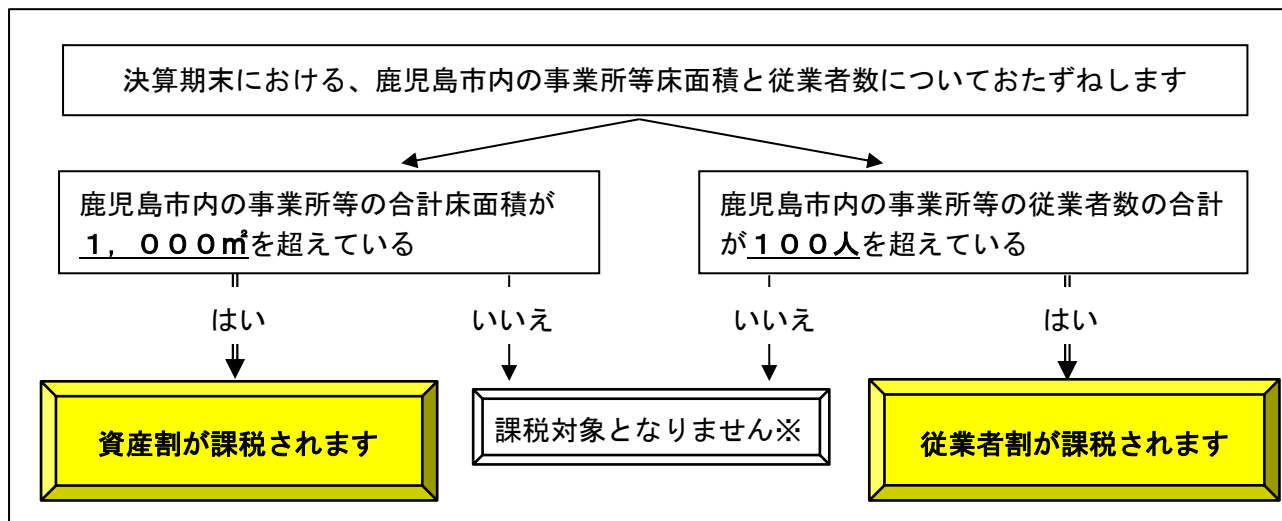 決算期末における、鹿児島市内の事業所等床面積と従業者数についておたずねします
鹿児島市内の事業所等の合計床面積が
１，０００㎡を超えている
鹿児島市内の事業所等の従業者数の合計
が１００人を超えている
はい
いいえ
いいえ
はい
資産割が課税されます
課税対象となりません※
従業者割が課税されます